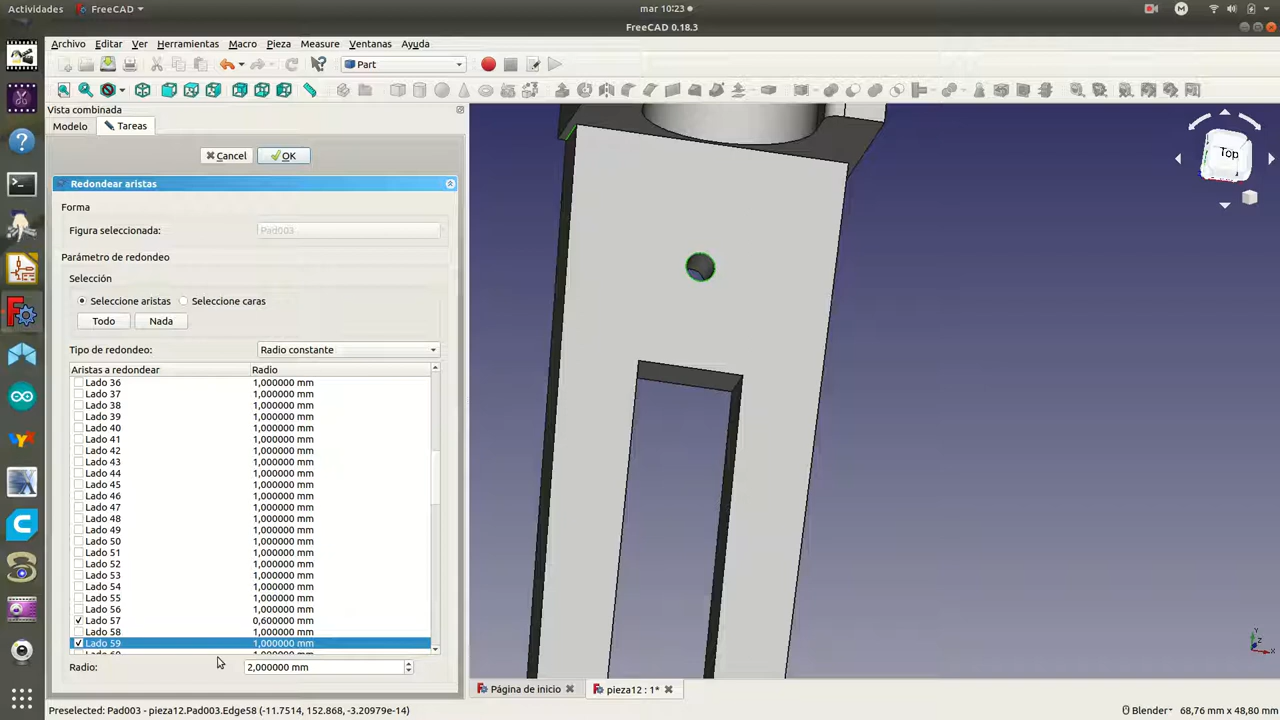 Actividades FreeCAD mar 10:23
FreeCAD 0.18.3
Archivo Editar Ver Herramientas Macro Pieza Measure Ventanas Ayuda
Part
Vista combinada
Modelo Tareas
Cancel OK
Redondear aristas
Forma
Figura seleccionada: Pad003
Parámetro de redondeo
Selección
Seleccione aristas Seleccione caras
Todo Nada
Tipo de redondeo: Radio constante
Aristas a redondear Radio
Lado 36 1,000000 mm
Lado 37 1,000000 mm
Lado 38 1,000000 mm
Lado 39 1,000000 mm
Lado 40 1,000000 mm
Lado 41 1,000000 mm
Lado 42 1,000000 mm
Lado 43 1,000000 mm
Lado 44 1,000000 mm
Lado 45 1,000000 mm
Lado 46 1,000000 mm
Lado 47 1,000000 mm
Lado 48 1,000000 mm
Lado 49 1,000000 mm
Lado 50 1,000000 mm
Lado 51 1,000000 mm
Lado 52 1,000000 mm
Lado 53 1,000000 mm
Lado 54 1,000000 mm
Lado 55 1,000000 mm
Lado 56 1,000000 mm
Lado 57 0,600000 mm
Lado 58 1,000000 mm
Lado 59 1,000000 mm
Radio: 2,000000 mm
Top
Página de inicio pieza12 : 1*
Preselected: Pad003 - pieza12.Pad003.Edge58 (-11.7514, 152.868, -3.20979e-14) Blender 68,76 mm x 48,80 mm